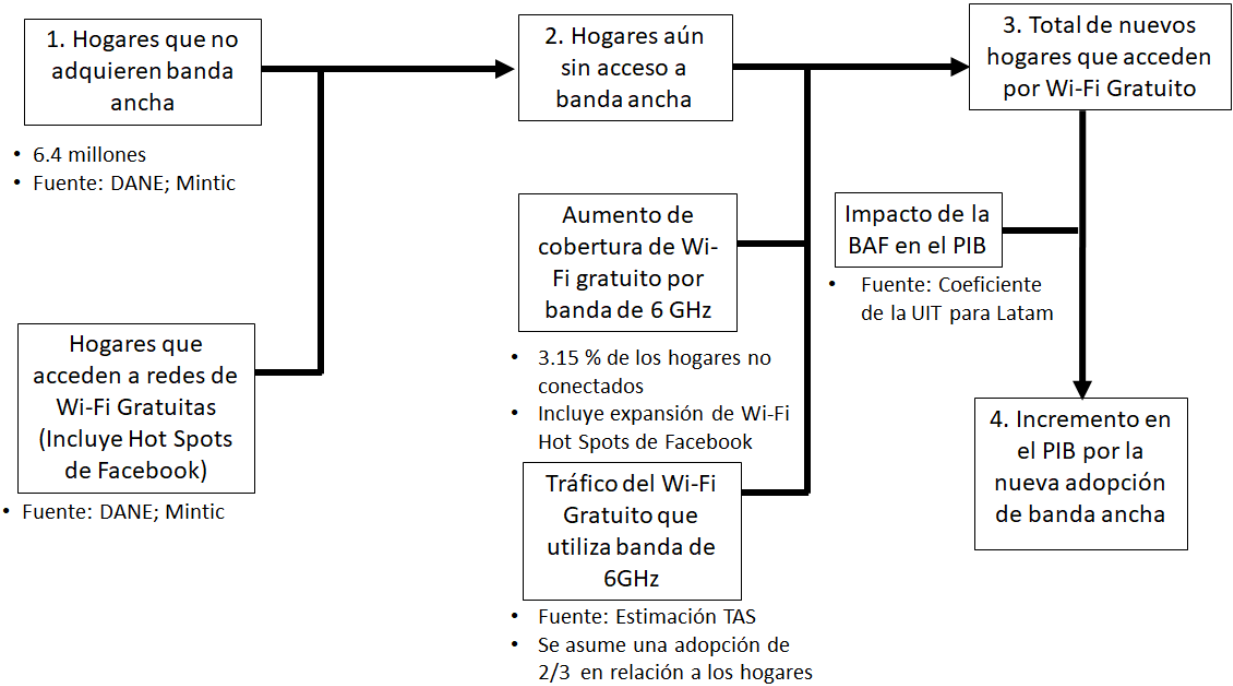 1. Hogares que no
adquieren banda
ancha
• 6.4 millones
• Fuente: DANE; Mintic
Hogares que
acceden a redes de
Wi-Fi Gratuitas
(Incluye Hot Spots
de Facebook)
• Fuente: DANE; Mintic
2. Hogares aún
sin acceso a
banda ancha
Aumento de
cobertura de Wi-
Fi gratuito por
banda de 6 GHz
• 3.15 % de los hogares no
conectados
• Incluye expansión de Wi-Fi
Hot Spots de Facebook
Tráfico del Wi-Fi
Gratuito que
utiliza banda de
6GHz
• Fuente: Estimación TAS
• Se asume una adopción de
2/3 en relación a los hogares
3. Total de nuevos
hogares que acceden
por Wi-Fi Gratuito
Impacto de la
BAF en el PIB
• Fuente: Coeficiente
de la UIT para Latam
4. Incremento en
el PIB por la
nueva adopción
de banda ancha